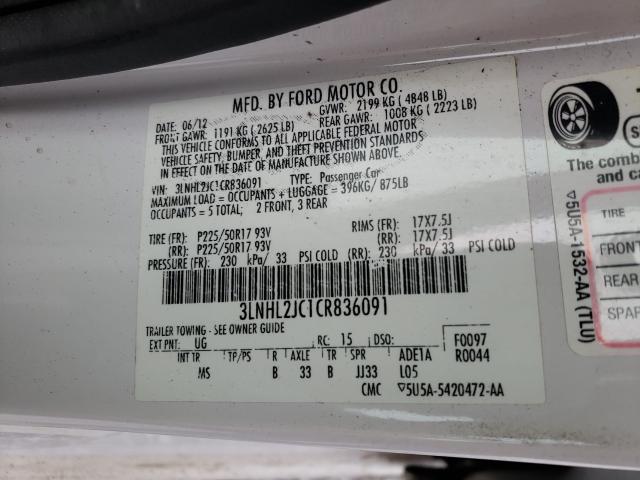 MFD. BY FORD MOTOR CO.
DATE: 06/12 GVWR: 2199 KG ( 4848 LB)
FRONT GAWR: 1191 KG ( 2625 LB) REAR GAWR: 1008 KG ( 2223 LB)
THIS VEHICLE CONFORMS TO ALL APPLICABLE FEDERAL MOTOR
VEHICLE SAFETY, BUMPER, AND THEFT PREVENTION STANDARDS
IN EFFECT ON THE DATE OF MANUFACTURE SHOWN ABOVE.
VIN: 3LNHL2JC1CR836091 TYPE: Passenger Car
MAXIMUM LOAD = OCCUPANTS + LUGGAGE = 396KG/ 875LB
OCCUPANTS = 5 TOTAL; 2 FRONT, 3 REAR
TIRE (FR): P225/50R17 93V RIMS (FR): 17X7.5J
(RR): P225/50R17 93V (RR): 17X7.5J
PRESSURE (FR): 230 kPa/ 33 PSI COLD (RR): 230 kPa/ 33 PSI COLD
3LNHL2JC1CR836091
TRAILER TOWING - SEE OWNER GUIDE
EXT PNT: UG RC: 15 DSO: F0097
INT TR TP/PS R AXLE TR SPR ADE1A R0044
MS B 33 B JJ33 L05
CMC ▽5U5A-5420472-AA
The comb
and ca
▽5U5A-1532-AA (TLU)
TIRE
FRONT
REAR
SPAR